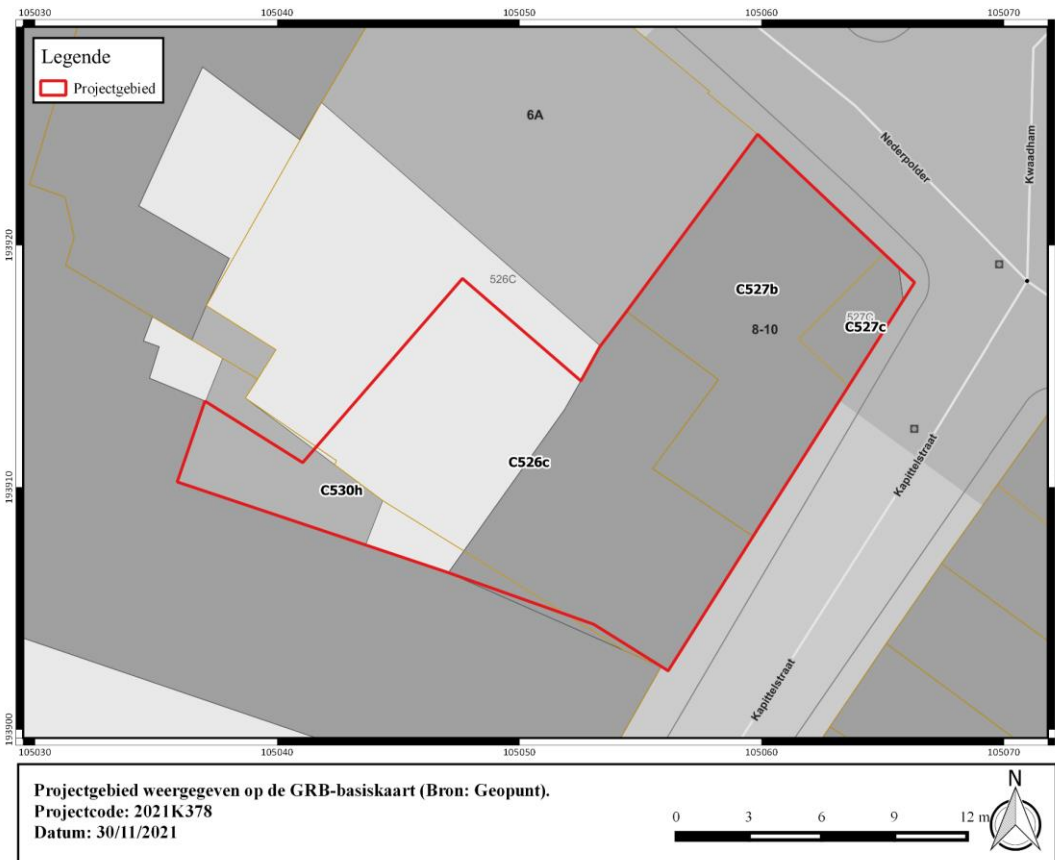 105030 105040 105050 105060 105070
Legende
Projectgebied
6A
Nederpolder
Kwaadham
193920
526C
C527b
527C
C527c
8-10
C526c
C530h
193910
Kapittelstraat
Kapittelstraat
193900
105030 105040 105050 105060 105070
Projectgebied weergegeven op de GRB-basiskaart (Bron: Geopunt).
Projectcode: 2021K378
Datum: 30/11/2021
N
0 3 6 9 12 m